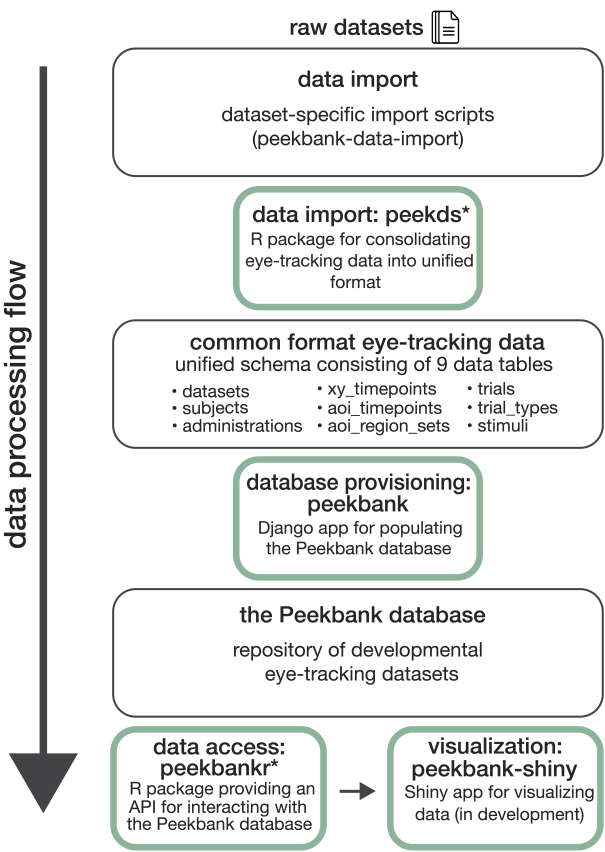 raw datasets
data import
dataset-specific import scripts
(peekbank-data-import)
data import: peekds*
R package for consolidating
eye-tracking data into unified
format
common format eye-tracking data
unified schema consisting of 9 data tables
• datasets
• subjects
• administrations
• xy_timepoints
• aoi_timepoints
• aoi_region_sets
• trials
• trial_types
• stimuli
database provisioning:
peekbank
Django app for populating
the Peekbank database
the Peekbank database
repository of developmental
eye-tracking datasets
data access:
peekbankr*
R package providing an
API for interacting with
the Peekbank database
visualization:
peekbank-shiny
Shiny app for visualizing
data (in development)
data processing flow